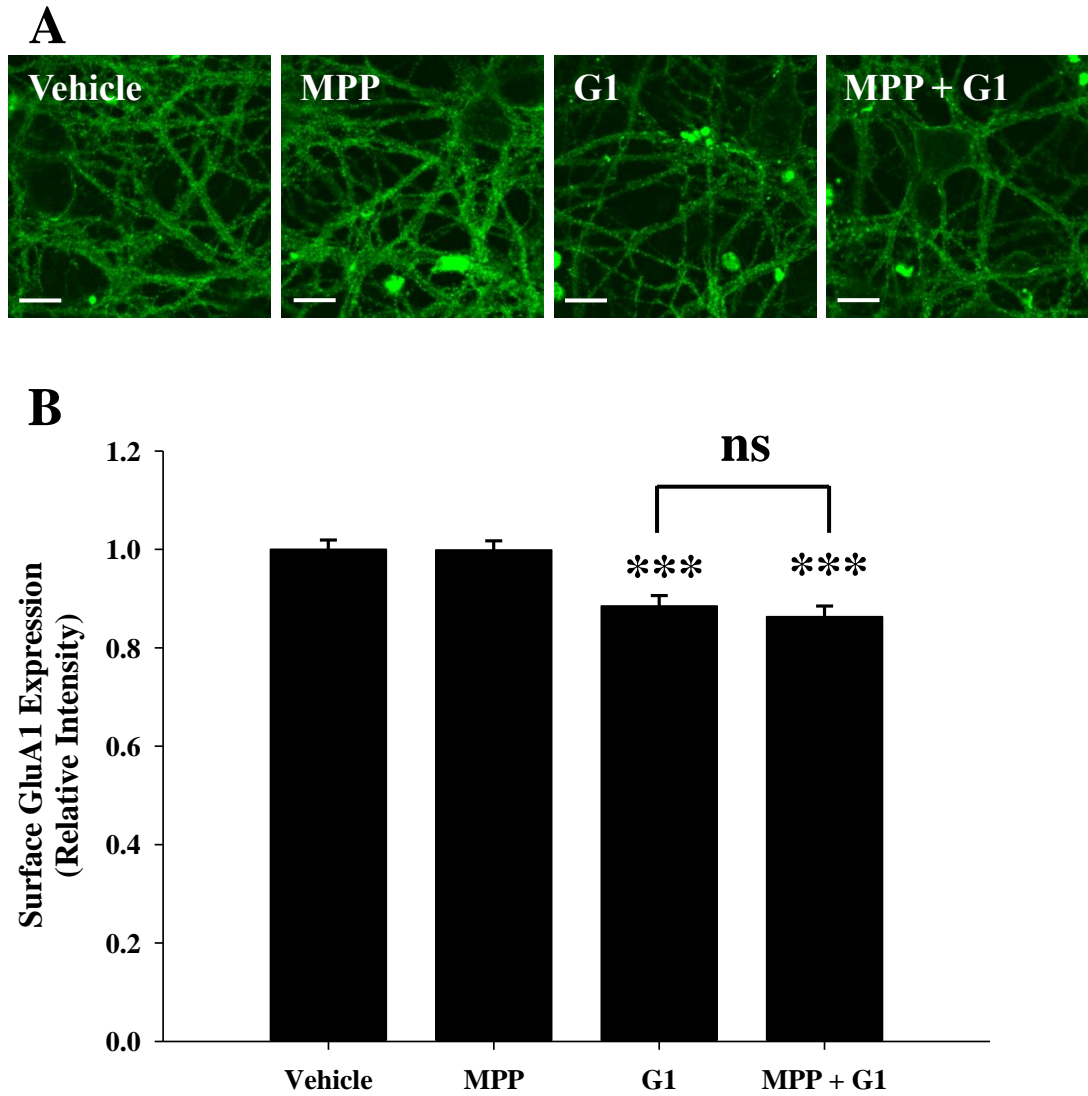 A
Vehicle
MPP
G1
MPP + G1
B
Surface GluA1 Expression
(Relative Intensity)
1.2
1.0
0.8
0.6
0.4
0.2
0.0
ns
***
***
Vehicle
MPP
G1
MPP + G1